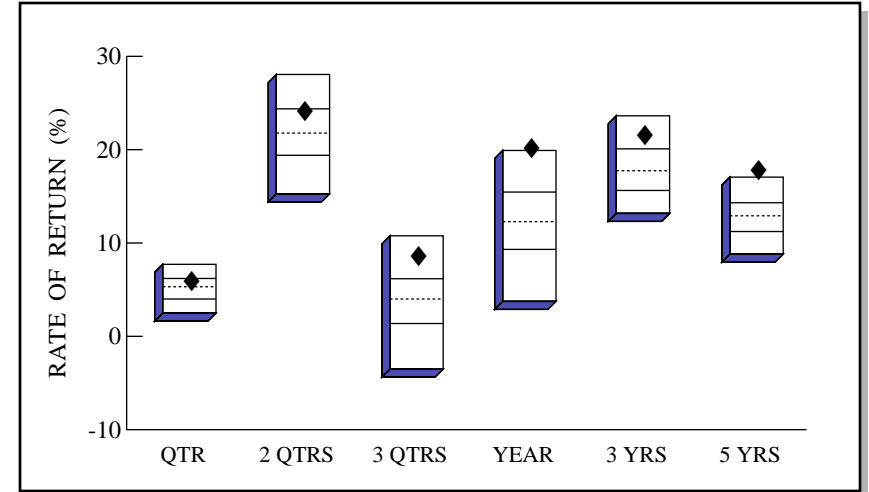 RATE OF RETURN (%)
30
20
10
0
-10
QTR 2 QTRS 3 QTRS YEAR 3 YRS 5 YRS